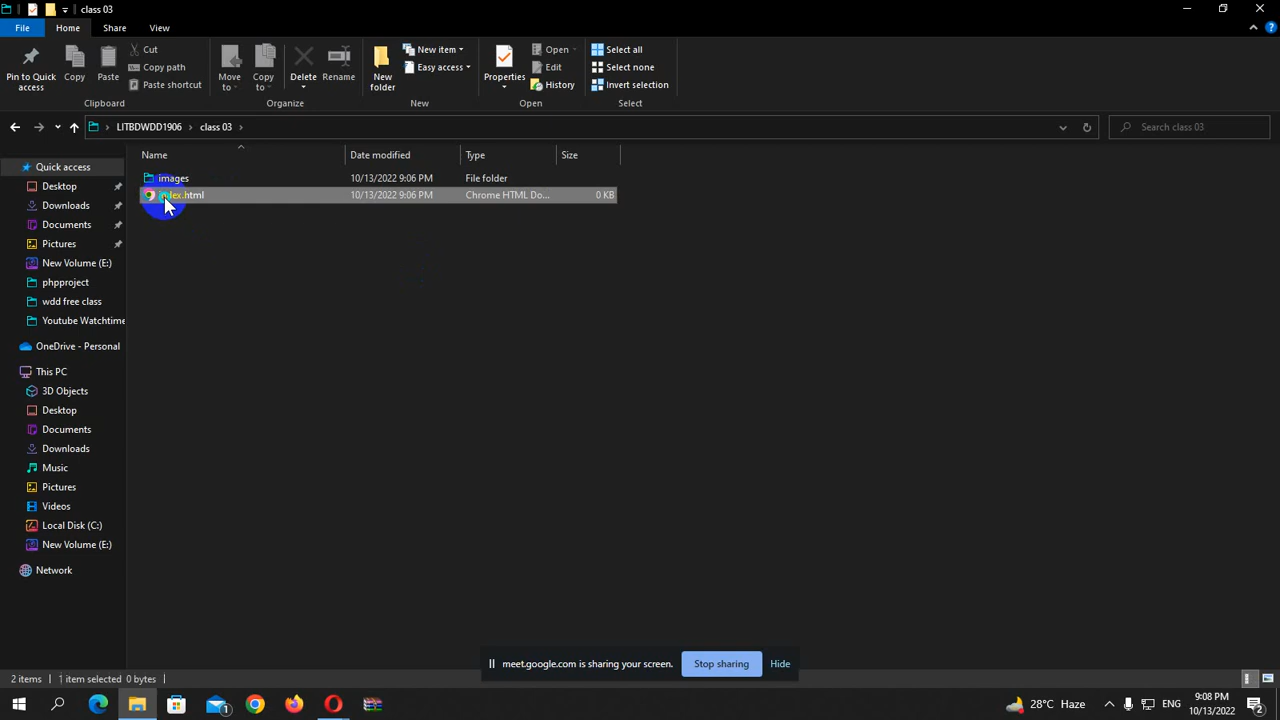 class 03
File Home Share View
Pin to Quick access
Copy
Paste
Cut
Copy path
Paste shortcut
Clipboard
Move to
Copy to
Delete
Rename
Organize
New folder
New item
Easy access
New
Properties
Open
Edit
History
Open
Select all
Select none
Invert selection
Select
LITBDWDD1906 class 03
Search class 03
Name Date modified Type Size
images 10/13/2022 9:06 PM File folder
index.html 10/13/2022 9:06 PM Chrome HTML Do... 0 KB
Quick access
Desktop
Downloads
Documents
Pictures
New Volume (E:)
phpproject
wdd free class
Youtube Watchtime
OneDrive - Personal
This PC
3D Objects
Desktop
Documents
Downloads
Music
Pictures
Videos
Local Disk (C:)
New Volume (E:)
Network
meet.google.com is sharing your screen. Stop sharing Hide
2 items 1 item selected 0 bytes
28°C Haze ENG 9:08 PM
10/13/2022 2
1